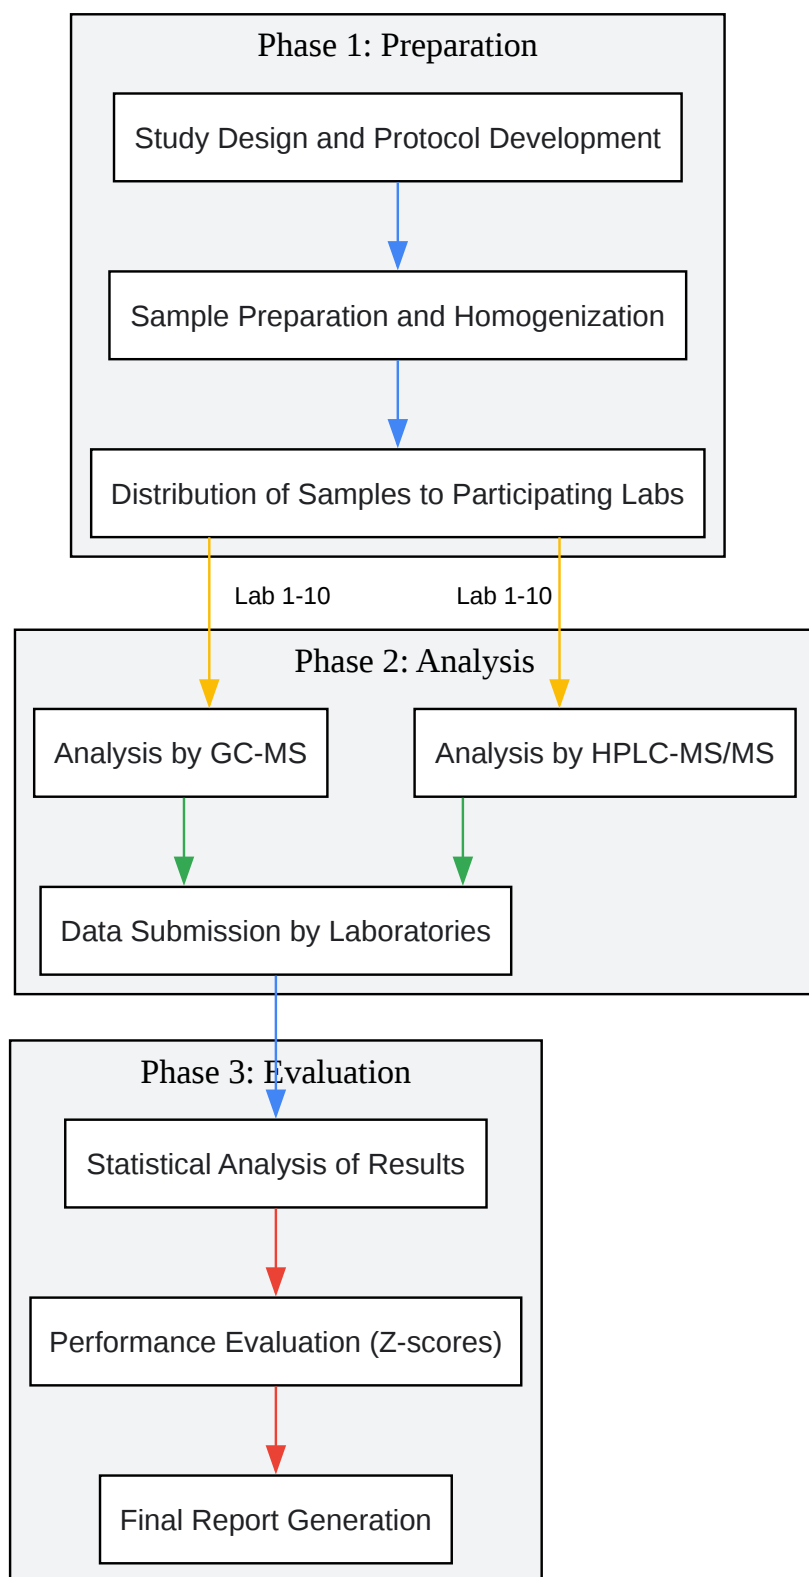 Phase 1: Preparation
Study Design and Protocol Development
Sample Preparation and Homogenization
Distribution of Samples to Participating Labs
Lab 1-10
Lab 1-10
Phase 2: Analysis
Analysis by GC-MS
Analysis by HPLC-MS/MS
Data Submission by Laboratories
Phase 3: Evaluation
Statistical Analysis of Results
Performance Evaluation (Z-scores)
Final Report Generation